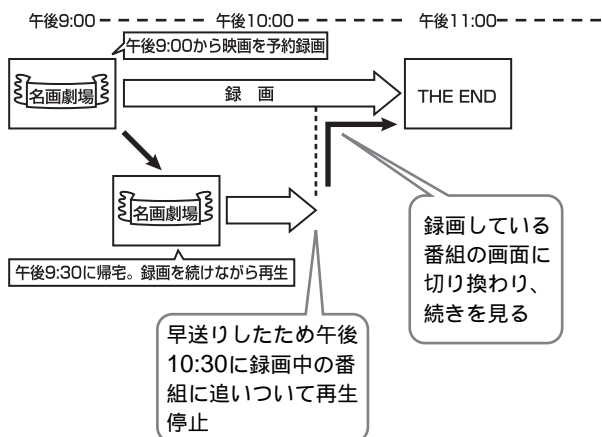 午後9:00 午後10:00 午後11:00
午後9:00から映画を予約録画
名画劇場
録 画
THE END
名画劇場
午後9:30に帰宅。録画を続けながら再生
録画している
番組の画面に
切り換わり、
続きを見る
早送りしたため午後
10:30に録画中の番
組に追いついて再生
停止